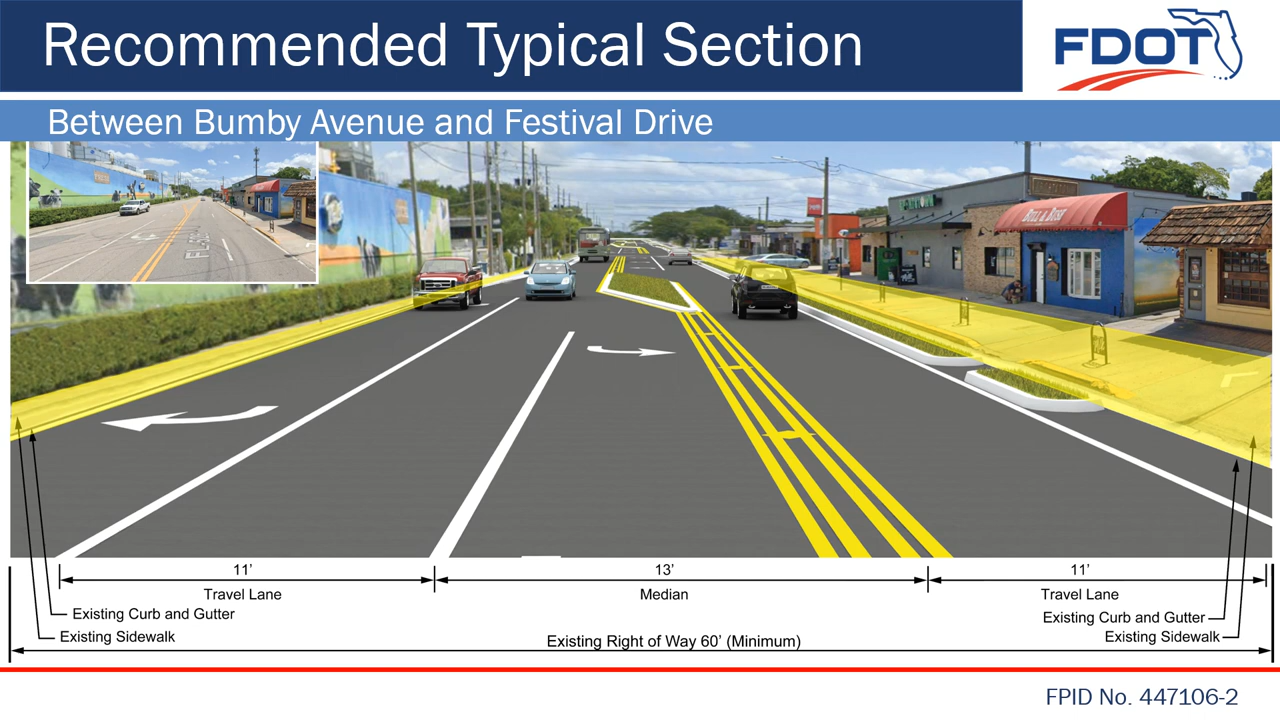 Recommended Typical Section
FDOT
Between Bumby Avenue and Festival Drive
BULL & BUSH
11'
13'
11'
Travel Lane
Median
Travel Lane
Existing Curb and Gutter
Existing Curb and Gutter
Existing Sidewalk
Existing Sidewalk
Existing Right of Way 60' (Minimum)
FPID No. 447106-2